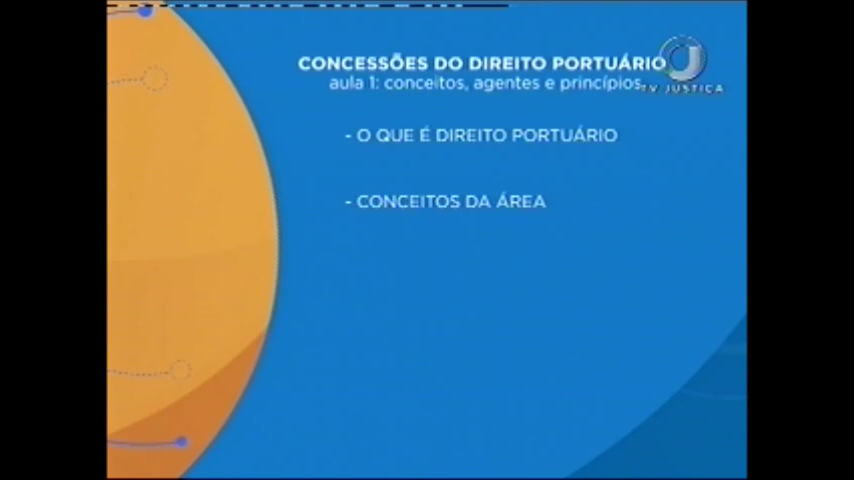 CONCESSÕES DO DIREITO PORTUÁRIO
aula 1: conceitos, agentes e princípios
TV JUSTIÇA
- O QUE É DIREITO PORTUÁRIO
- CONCEITOS DA ÁREA